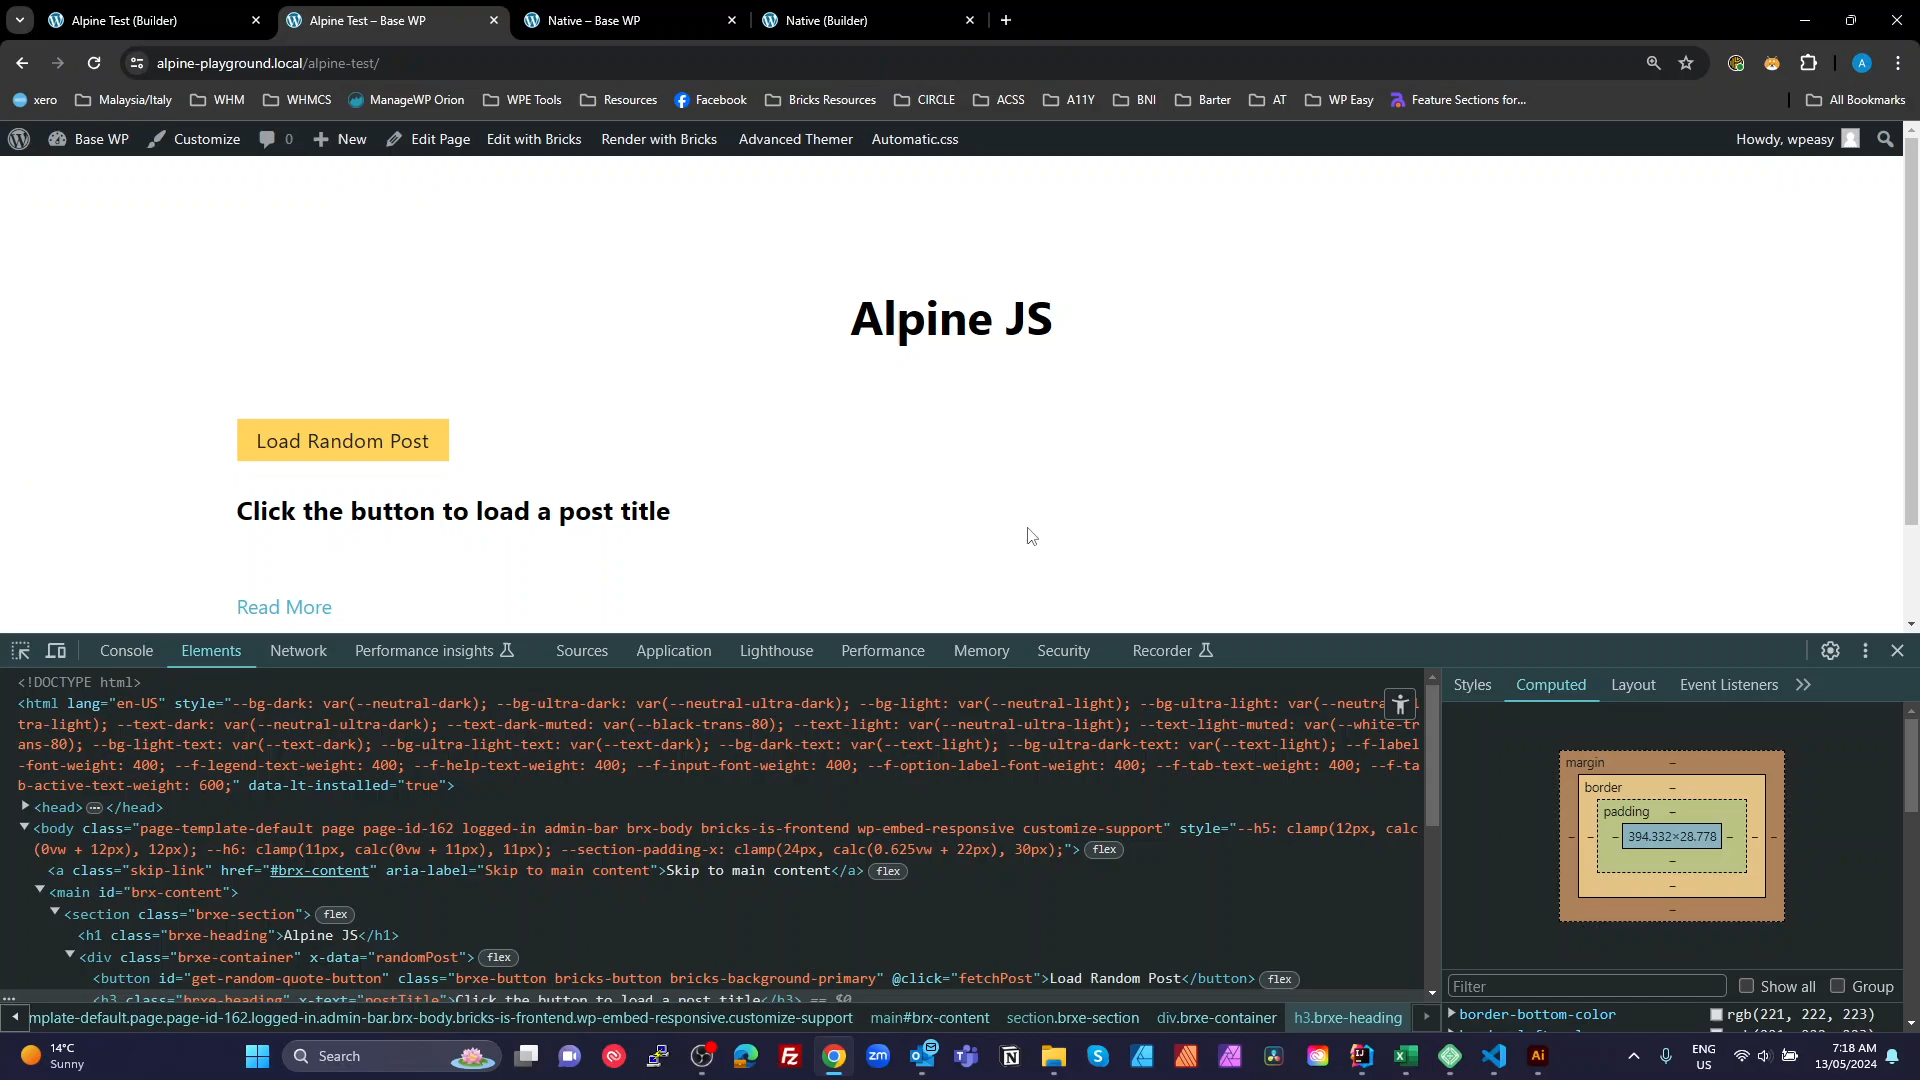 Alpine Test (Builder)
Alpine Test – Base WP
Native – Base WP
Native (Builder)
alpine-playground.local/alpine-test/
xero
Malaysia/Italy
WHM
WHMCS
ManageWP Orion
WPE Tools
Resources
Facebook
Bricks Resources
CIRCLE
ACSS
A11Y
BNI
Barter
AT
WP Easy
Feature Sections for...
All Bookmarks
Base WP
Customize
0
New
Edit Page
Edit with Bricks
Render with Bricks
Advanced Themer
Automatic.css
Howdy, wpeasy
Alpine JS
Load Random Post
Click the button to load a post title
Read More
Console
Elements
Network
Performance insights
Sources
Application
Lighthouse
Performance
Memory
Security
Recorder
<!DOCTYPE html>
<html lang="en-US" style="--bg-dark: var(--neutral-dark); --bg-ultra-dark: var(--neutral-ultra-dark); --bg-light: var(--neutral-light); --bg-ultra-light: var(--neutra
tra-light); --text-dark: var(--neutral-ultra-dark); --text-dark-muted: var(--black-trans-80); --text-light: var(--neutral-ultra-light); --text-light-muted: var(--white-tr
ans-80); --bg-light-text: var(--text-dark); --bg-ultra-light-text: var(--text-dark); --bg-dark-text: var(--text-light); --bg-ultra-dark-text: var(--text-light); --f-label
-font-weight: 400; --f-legend-text-weight: 400; --f-help-text-weight: 400; --f-input-font-weight: 400; --f-option-label-font-weight: 400; --f-tab-text-weight: 400; --f-ta
b-active-text-weight: 600;" data-lt-installed="true">
<head>…</head>
<body class="page-template-default page page-id-162 logged-in admin-bar brx-body bricks-is-frontend wp-embed-responsive customize-support" style="--h5: clamp(12px, calc
(0vw + 12px), 12px); --h6: clamp(11px, calc(0vw + 11px), 11px); --section-padding-x: clamp(24px, calc(0.625vw + 22px), 30px);"> flex
<a class="skip-link" href="#brx-content" aria-label="Skip to main content">Skip to main content</a> flex
<main id="brx-content">
<section class="brxe-section"> flex
<h1 class="brxe-heading">Alpine JS</h1>
<div class="brxe-container" x-data="randomPost"> flex
<button id="get-random-quote-button" class="brxe-button bricks-button bricks-background-primary" @click="fetchPost">Load Random Post</button> flex
<h3 class="brxe-heading" x-text="postTitle">Click the button to load a post title</h3> == $0
mplate-default.page.page-id-162.logged-in.admin-bar.brx-body.bricks-is-frontend.wp-embed-responsive.customize-support
main#brx-content
section.brxe-section
div.brxe-container
h3.brxe-heading
Styles
Computed
Layout
Event Listeners
margin
–
border
–
padding
–
394.332×28.778
Filter
Show all
Group
border-bottom-color
rgb(221, 222, 223)
14°C
Sunny
Search
ENG
US
7:18 AM
13/05/2024